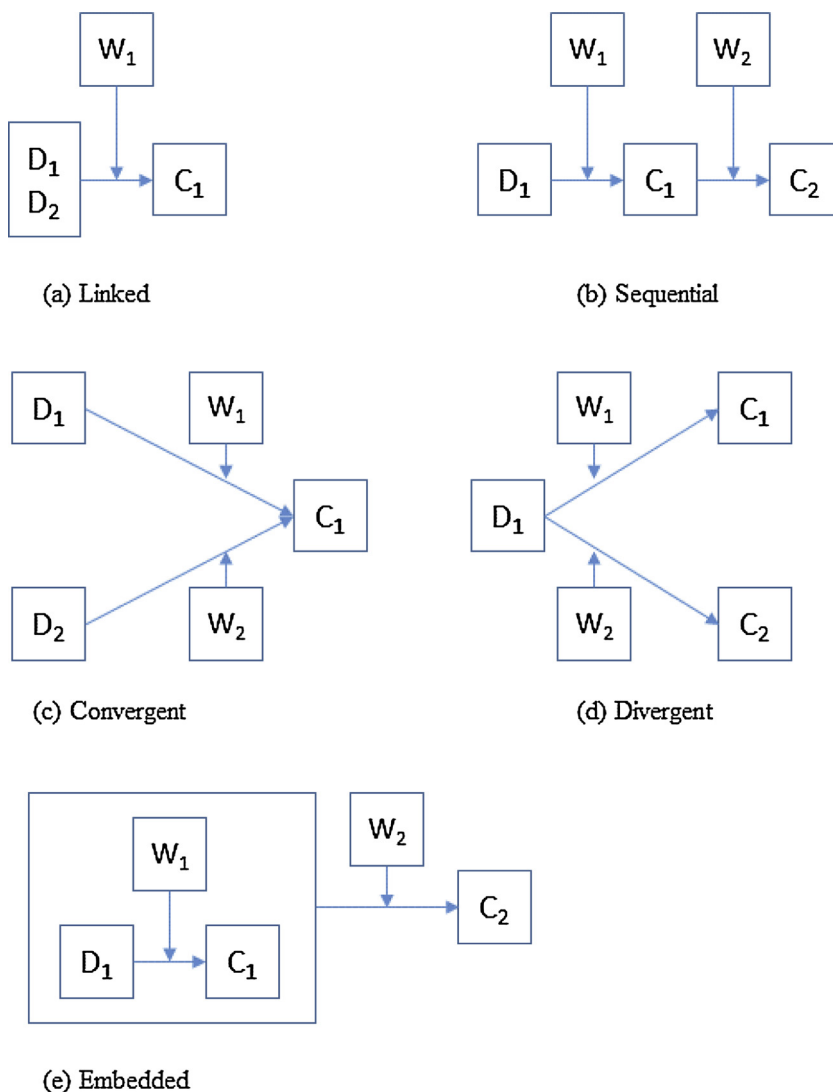 W₁
D₁
D₂
C₁
(a) Linked
W₁
W₂
D₁
C₁
C₂
(b) Sequential
D₁
W₁
C₁
D₂
W₂
(c) Convergent
W₁
C₁
D₁
W₂
C₂
(d) Divergent
W₁
D₁
C₁
W₂
C₂
(e) Embedded